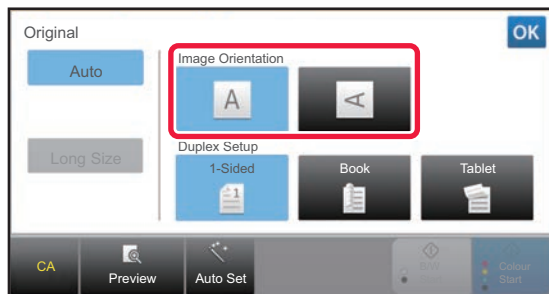 Original
OK
Auto
Image Orientation
A
A
Long Size
Duplex Setup
1-Sided
Book
Tablet
1
CA
Preview
Auto Set
B/W
Start
Colour
Start